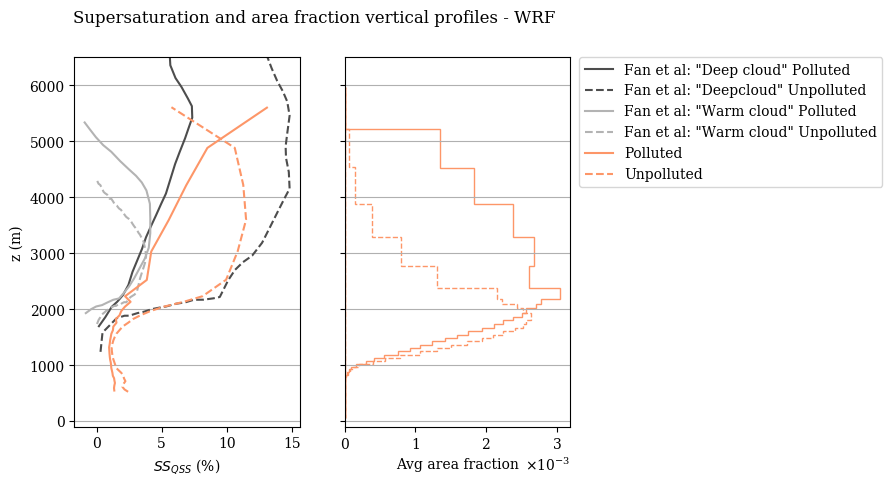 Supersaturation and area fraction vertical profiles - WRF
z (m)
6000
5000
4000
3000
2000
1000
0
0 5 10 15
SS_QSS (%)
0 1 2 3
Avg area fraction ×10⁻³
Fan et al: "Deep cloud" Polluted
Fan et al: "Deepcloud" Unpolluted
Fan et al: "Warm cloud" Polluted
Fan et al: "Warm cloud" Unpolluted
Polluted
Unpolluted